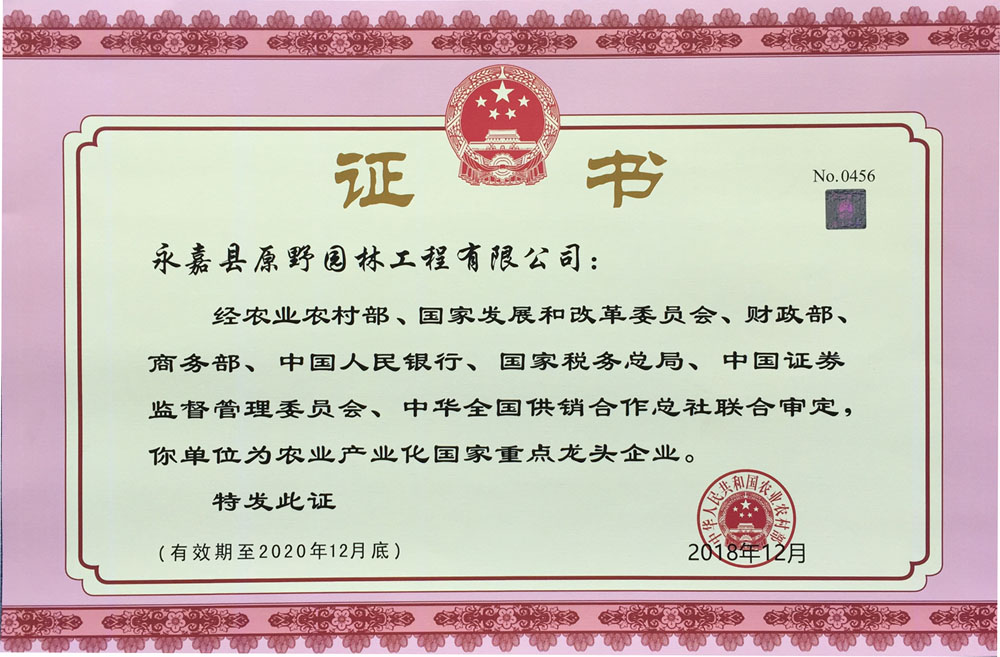 证书
No.0456
永嘉县原野园林工程有限公司：
经农业农村部、国家发展和改革委员会、财政部、
商务部、中国人民银行、国家税务总局、中国证券
监督管理委员会、中华全国供销合作总社联合审定，
你单位为农业产业化国家重点龙头企业。
特发此证
中华人民共和国农业农村部
(有效期至2020年12月底)
2018年12月